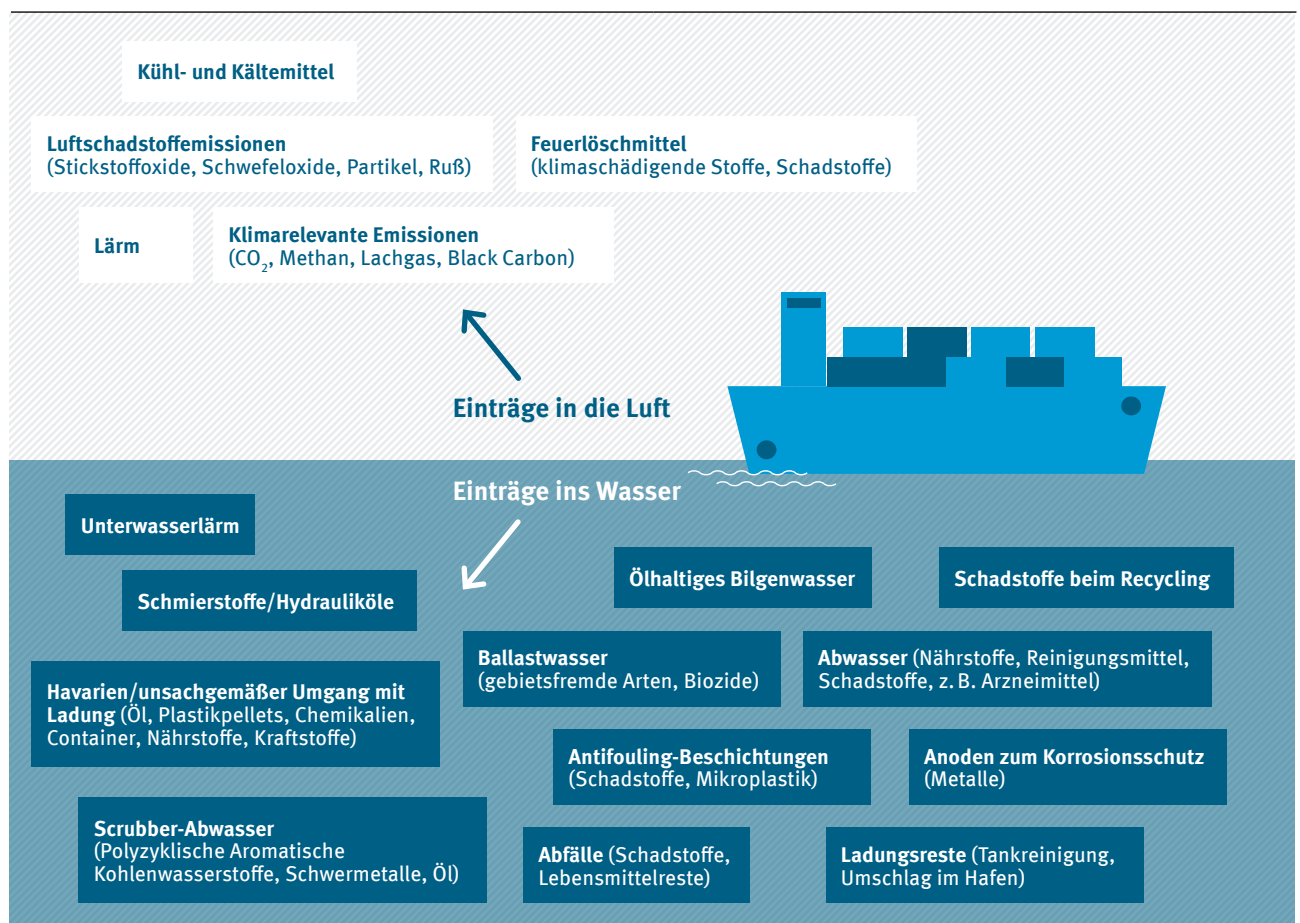 Kühl- und Kältemittel
Luftschadstoffemissionen
(Stickstoffoxide, Schwefeloxide, Partikel, Ruß)
Feuerlöschmittel
(klimaschädigende Stoffe, Schadstoffe)
Lärm
Klimarelevante Emissionen
(CO₂, Methan, Lachgas, Black Carbon)
Einträge in die Luft
Einträge ins Wasser
Unterwasserlärm
Schmierstoffe/Hydrauliköle
Ölhaltiges Bilgenwasser
Schadstoffe beim Recycling
Havarien/unsachgemäßer Umgang mit
Ladung (Öl, Plastikpellets, Chemikalien,
Container, Nährstoffe, Kraftstoffe)
Ballastwasser
(gebietsfremde Arten, Biozide)
Abwasser (Nährstoffe, Reinigungsmittel,
Schadstoffe, z. B. Arzneimittel)
Antifouling-Beschichtungen
(Schadstoffe, Mikroplastik)
Anoden zum Korrosionsschutz
(Metalle)
Scrubber-Abwasser
(Polyzyklische Aromatische
Kohlenwasserstoffe, Schwermetalle, Öl)
Abfälle (Schadstoffe,
Lebensmittelreste)
Ladungsreste (Tankreinigung,
Umschlag im Hafen)